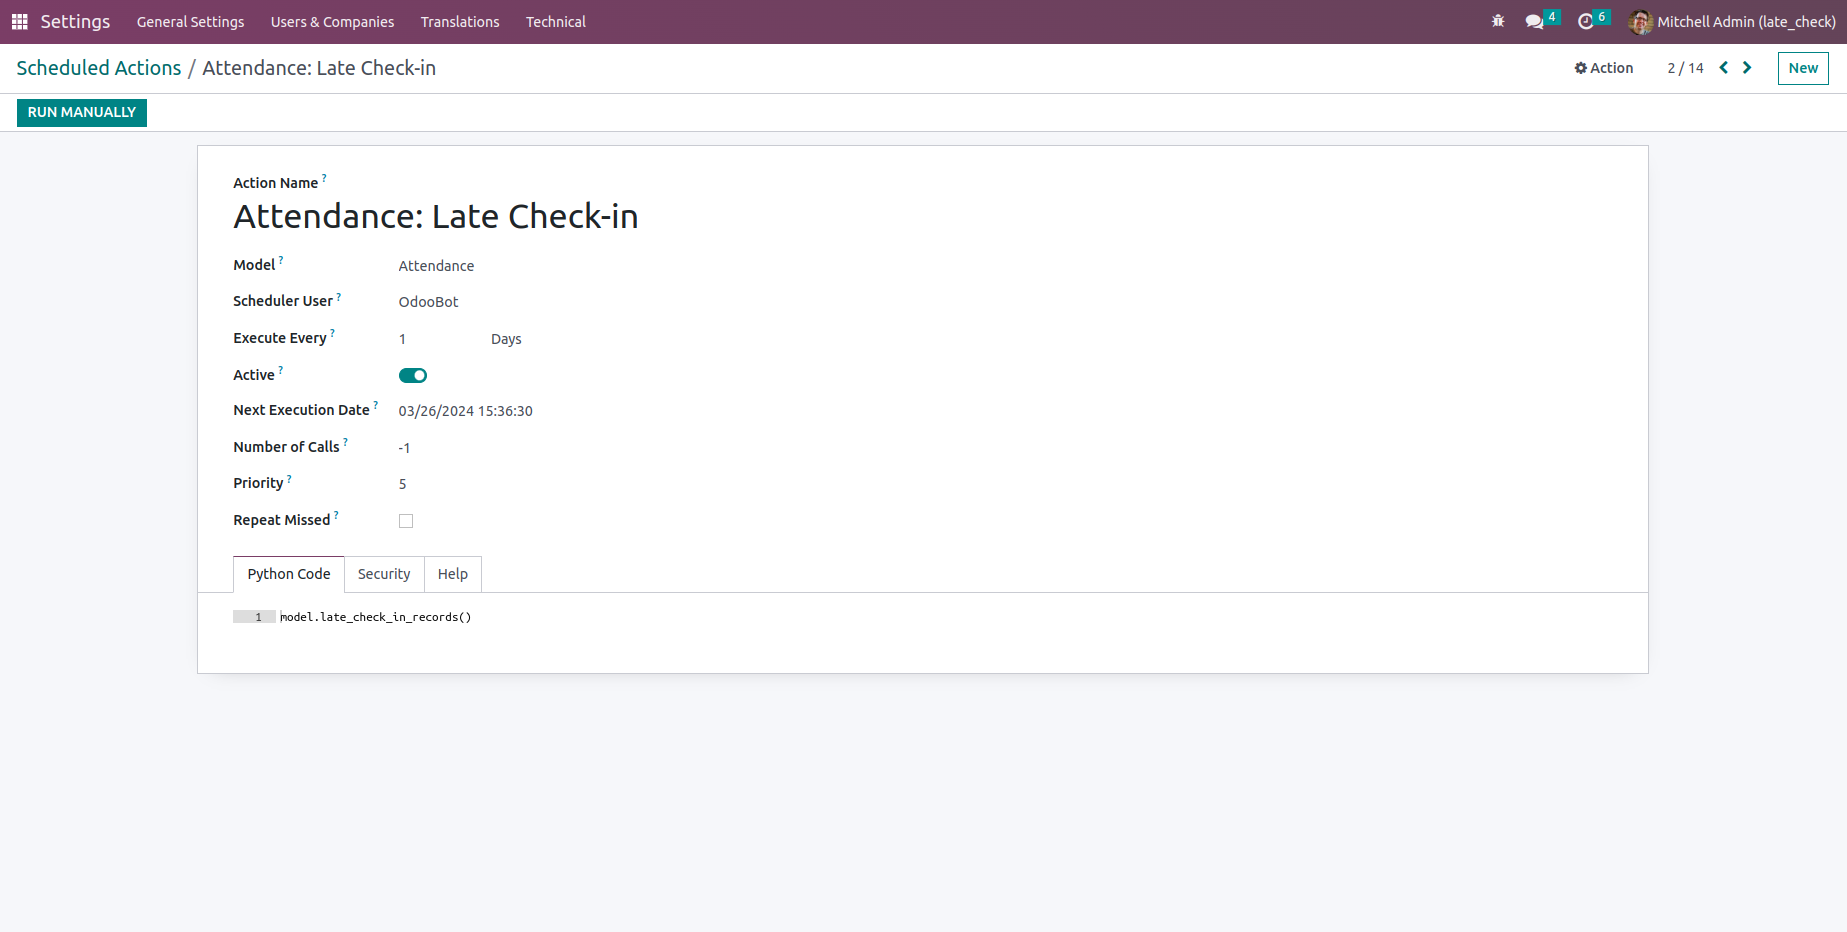 Settings General Settings Users & Companies Translations Technical 4 6 Mitchell Admin (late_check)
Scheduled Actions / Attendance: Late Check-in Action 2 / 14 New
RUN MANUALLY
Action Name ?
Attendance: Late Check-in
Model ? Attendance
Scheduler User ? OdooBot
Execute Every ? 1 Days
Active ?
Next Execution Date ? 03/26/2024 15:36:30
Number of Calls ? -1
Priority ? 5
Repeat Missed ?
Python Code Security Help
1 model.late_check_in_records()